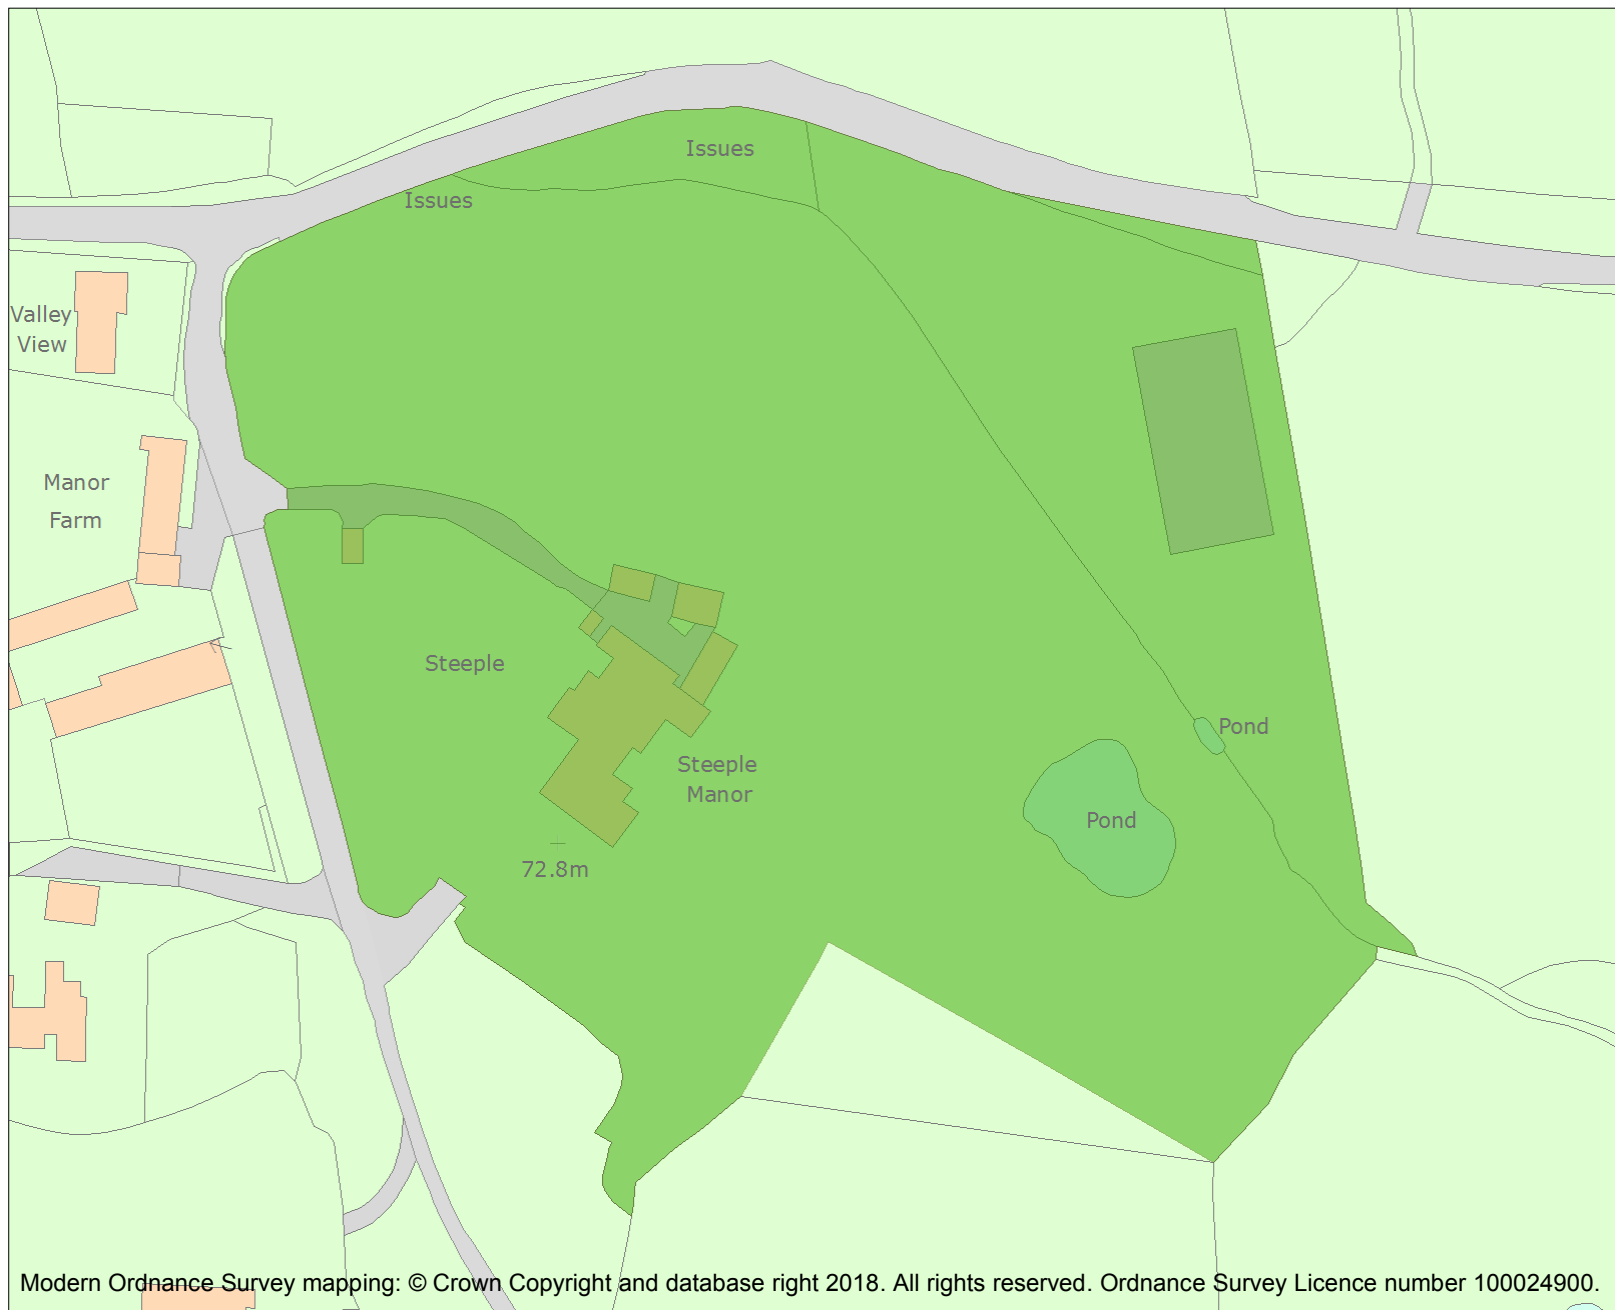 Issues
Issues
Valley
View
Manor
Farm
Steeple
Pond
Steeple
Manor
Pond
72.8m
Modern Ordnance Survey mapping: © Crown Copyright and database right 2018. All rights reserved. Ordnance Survey Licence number 100024900.